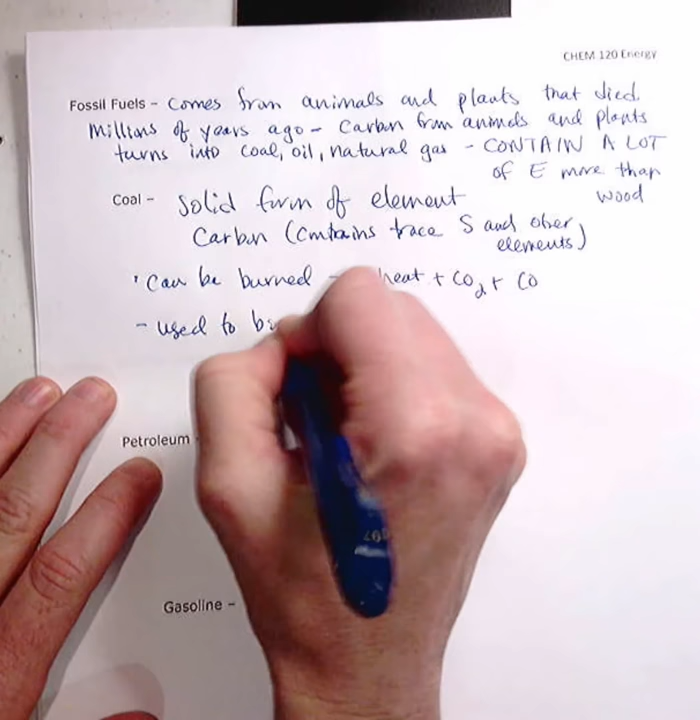 CHEM 120 Energy
Fossil Fuels - Comes from animals and plants that died
Millions of years ago - Carbon from animals and plants
turns into coal, oil, natural gas - CONTAIN A LOT
of E more than
wood
Coal - Solid form of element
Carbon (contains trace S and other
elements)
• Can be burned heat + CO2 + CO
- used to
Petroleum
Gasoline -